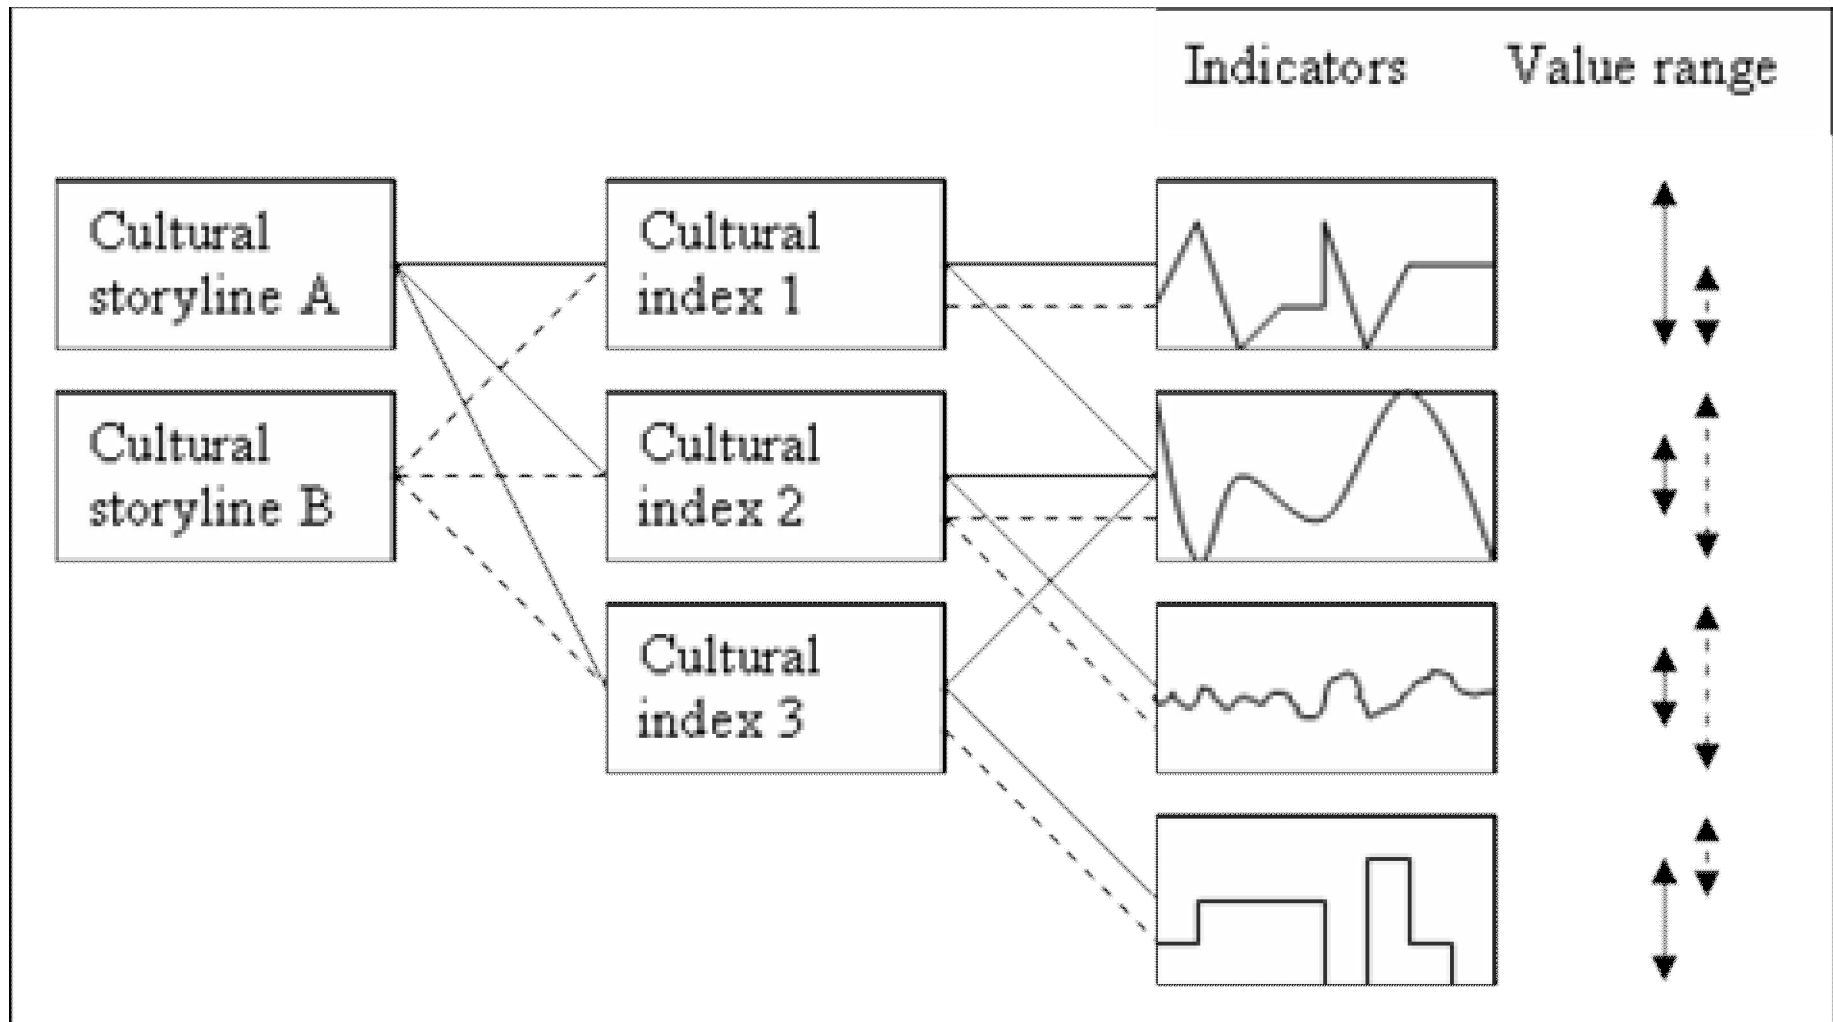 Indicators Value range
Cultural
storyline A
Cultural
index 1
Cultural
storyline B
Cultural
index 2
Cultural
index 3